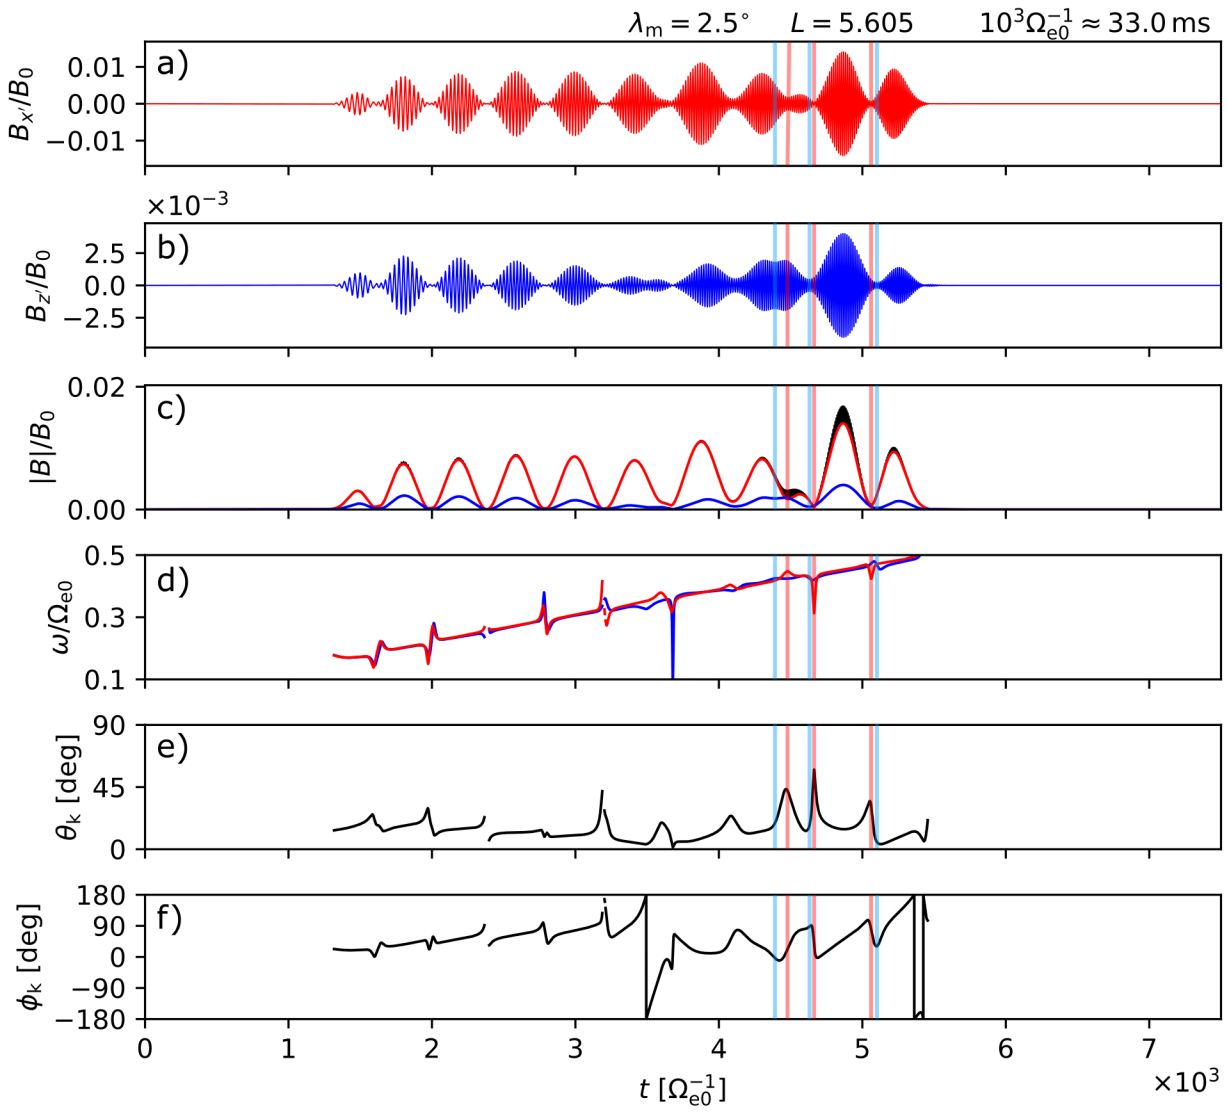 λm = 2.5° L = 5.605 10³Ωe0⁻¹ ≈ 33.0 ms
a)
Bx′/B0
0.01
0.00
−0.01
×10⁻³
b)
Bz′/B0
2.5
0.0
−2.5
c)
|B|/B0
0.02
0.00
d)
ω/Ωe0
0.5
0.3
0.1
e)
θk [deg]
90
45
0
f)
ϕk [deg]
180
90
0
−90
−180
0 1 2 3 4 5 6 7
t [Ωe0⁻¹]
×10³